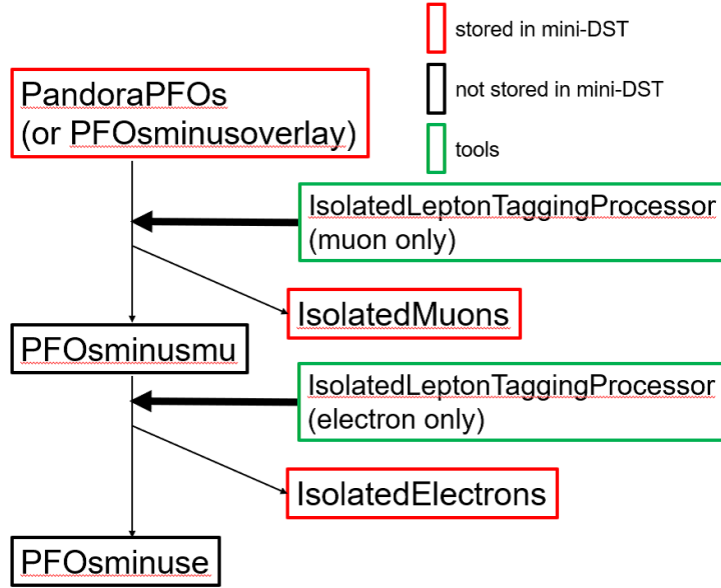 stored in mini-DST
not stored in mini-DST
tools
PandoraPFOs
(or PFOsminusoverlay)
IsolatedLeptonTaggingProcessor
(muon only)
IsolatedMuons
PFOsminusmu
IsolatedLeptonTaggingProcessor
(electron only)
IsolatedElectrons
PFOsminuse